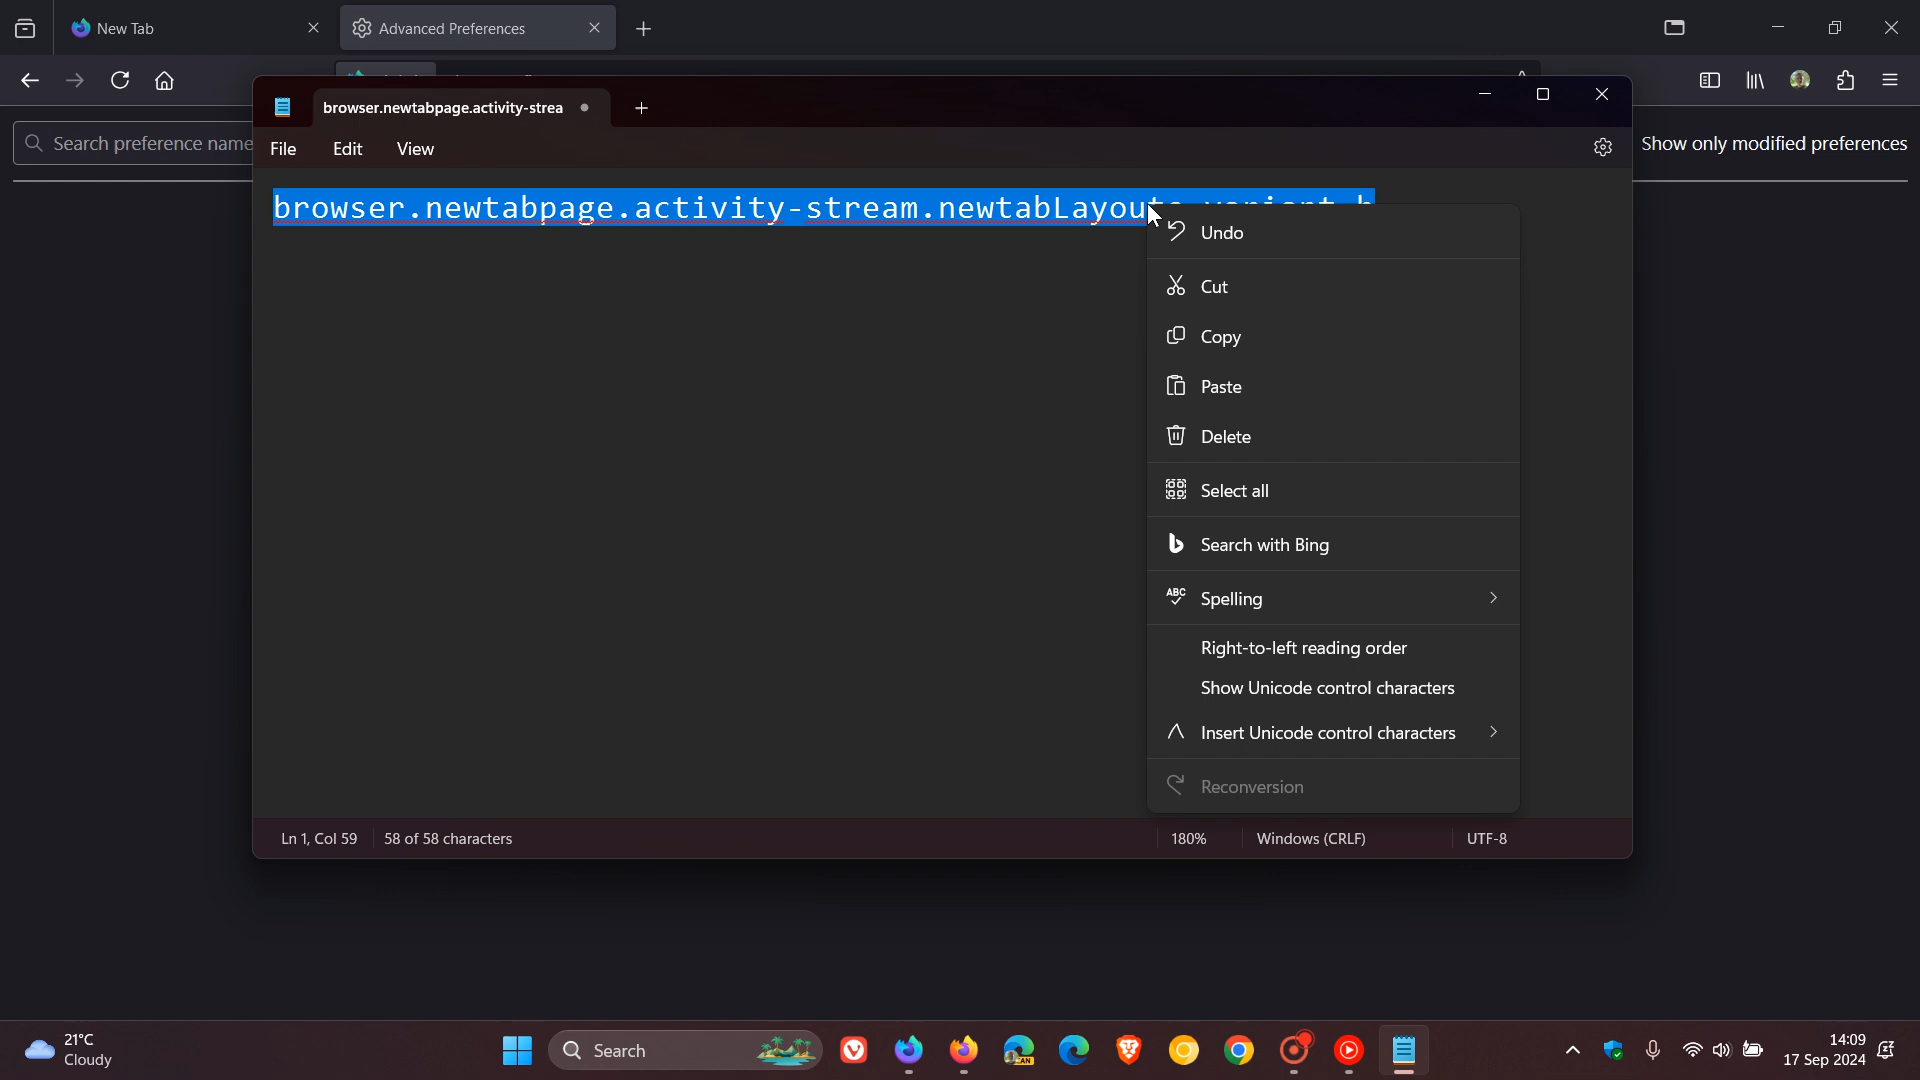 New Tab
Advanced Preferences
browser.newtabpage.activity-strea
File Edit View
Search preference name
Show only modified preferences
browser.newtabpage.activity-stream.newtabLayou
Undo
Cut
Copy
Paste
Delete
Select all
Search with Bing
ABC Spelling
Right-to-left reading order
Show Unicode control characters
Insert Unicode control characters
Reconversion
Ln 1, Col 59 58 of 58 characters 180% Windows (CRLF) UTF-8
21°C
Cloudy
Search
14:09
17 Sep 2024